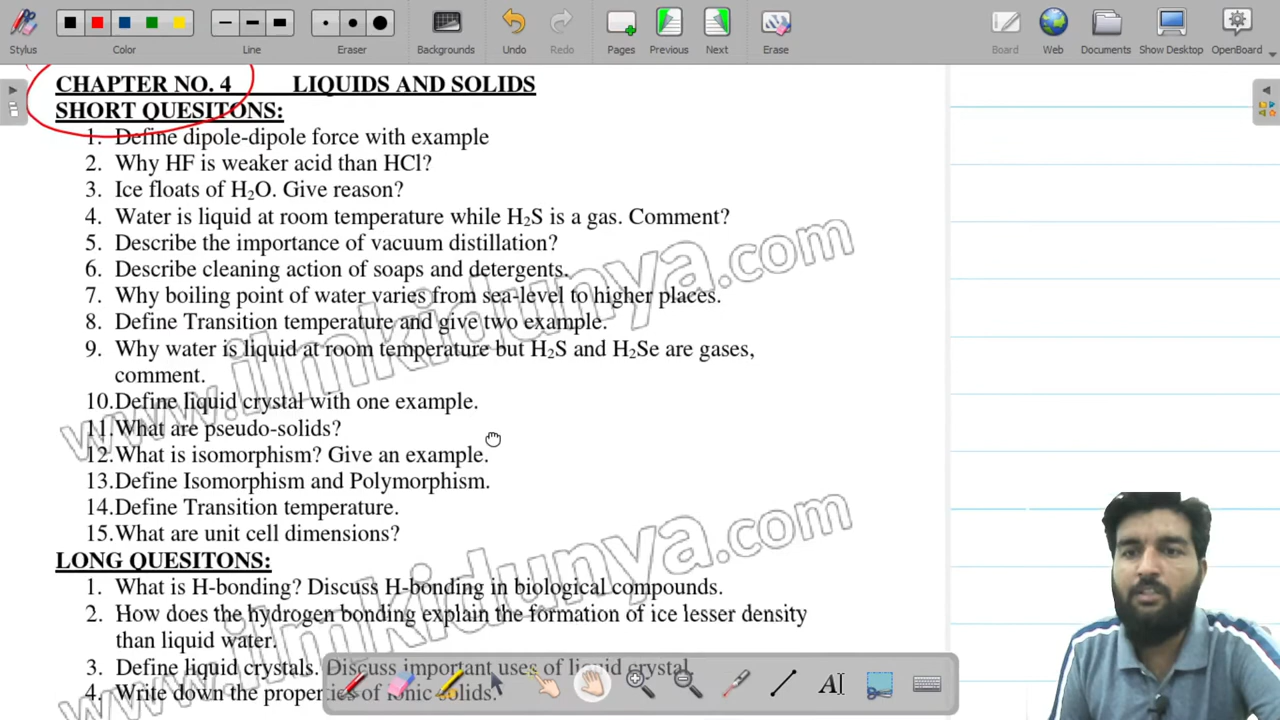 Stylus
Color
Line
Eraser
Backgrounds
Undo
Redo
Pages
Previous
Next
Erase
Board
Web
Documents
Show Desktop
OpenBoard
CHAPTER NO. 4 LIQUIDS AND SOLIDS
SHORT QUESITONS:
1. Define dipole-dipole force with example
2. Why HF is weaker acid than HCl?
3. Ice floats of H₂O. Give reason?
4. Water is liquid at room temperature while H₂S is a gas. Comment?
5. Describe the importance of vacuum distillation?
6. Describe cleaning action of soaps and detergents.
7. Why boiling point of water varies from sea-level to higher places.
8. Define Transition temperature and give two example.
9. Why water is liquid at room temperature but H₂S and H₂Se are gases,
comment.
10.Define liquid crystal with one example.
11.What are pseudo-solids?
12.What is isomorphism? Give an example.
13.Define Isomorphism and Polymorphism.
14.Define Transition temperature.
15.What are unit cell dimensions?
LONG QUESITONS:
1. What is H-bonding? Discuss H-bonding in biological compounds.
2. How does the hydrogen bonding explain the formation of ice lesser density
than liquid water.
3. Define liquid crystals. Discuss important uses of liquid crystal.
4. Write down the properties of ionic solids.
www.ilmkidunya.com
www.ilmkidunya.com